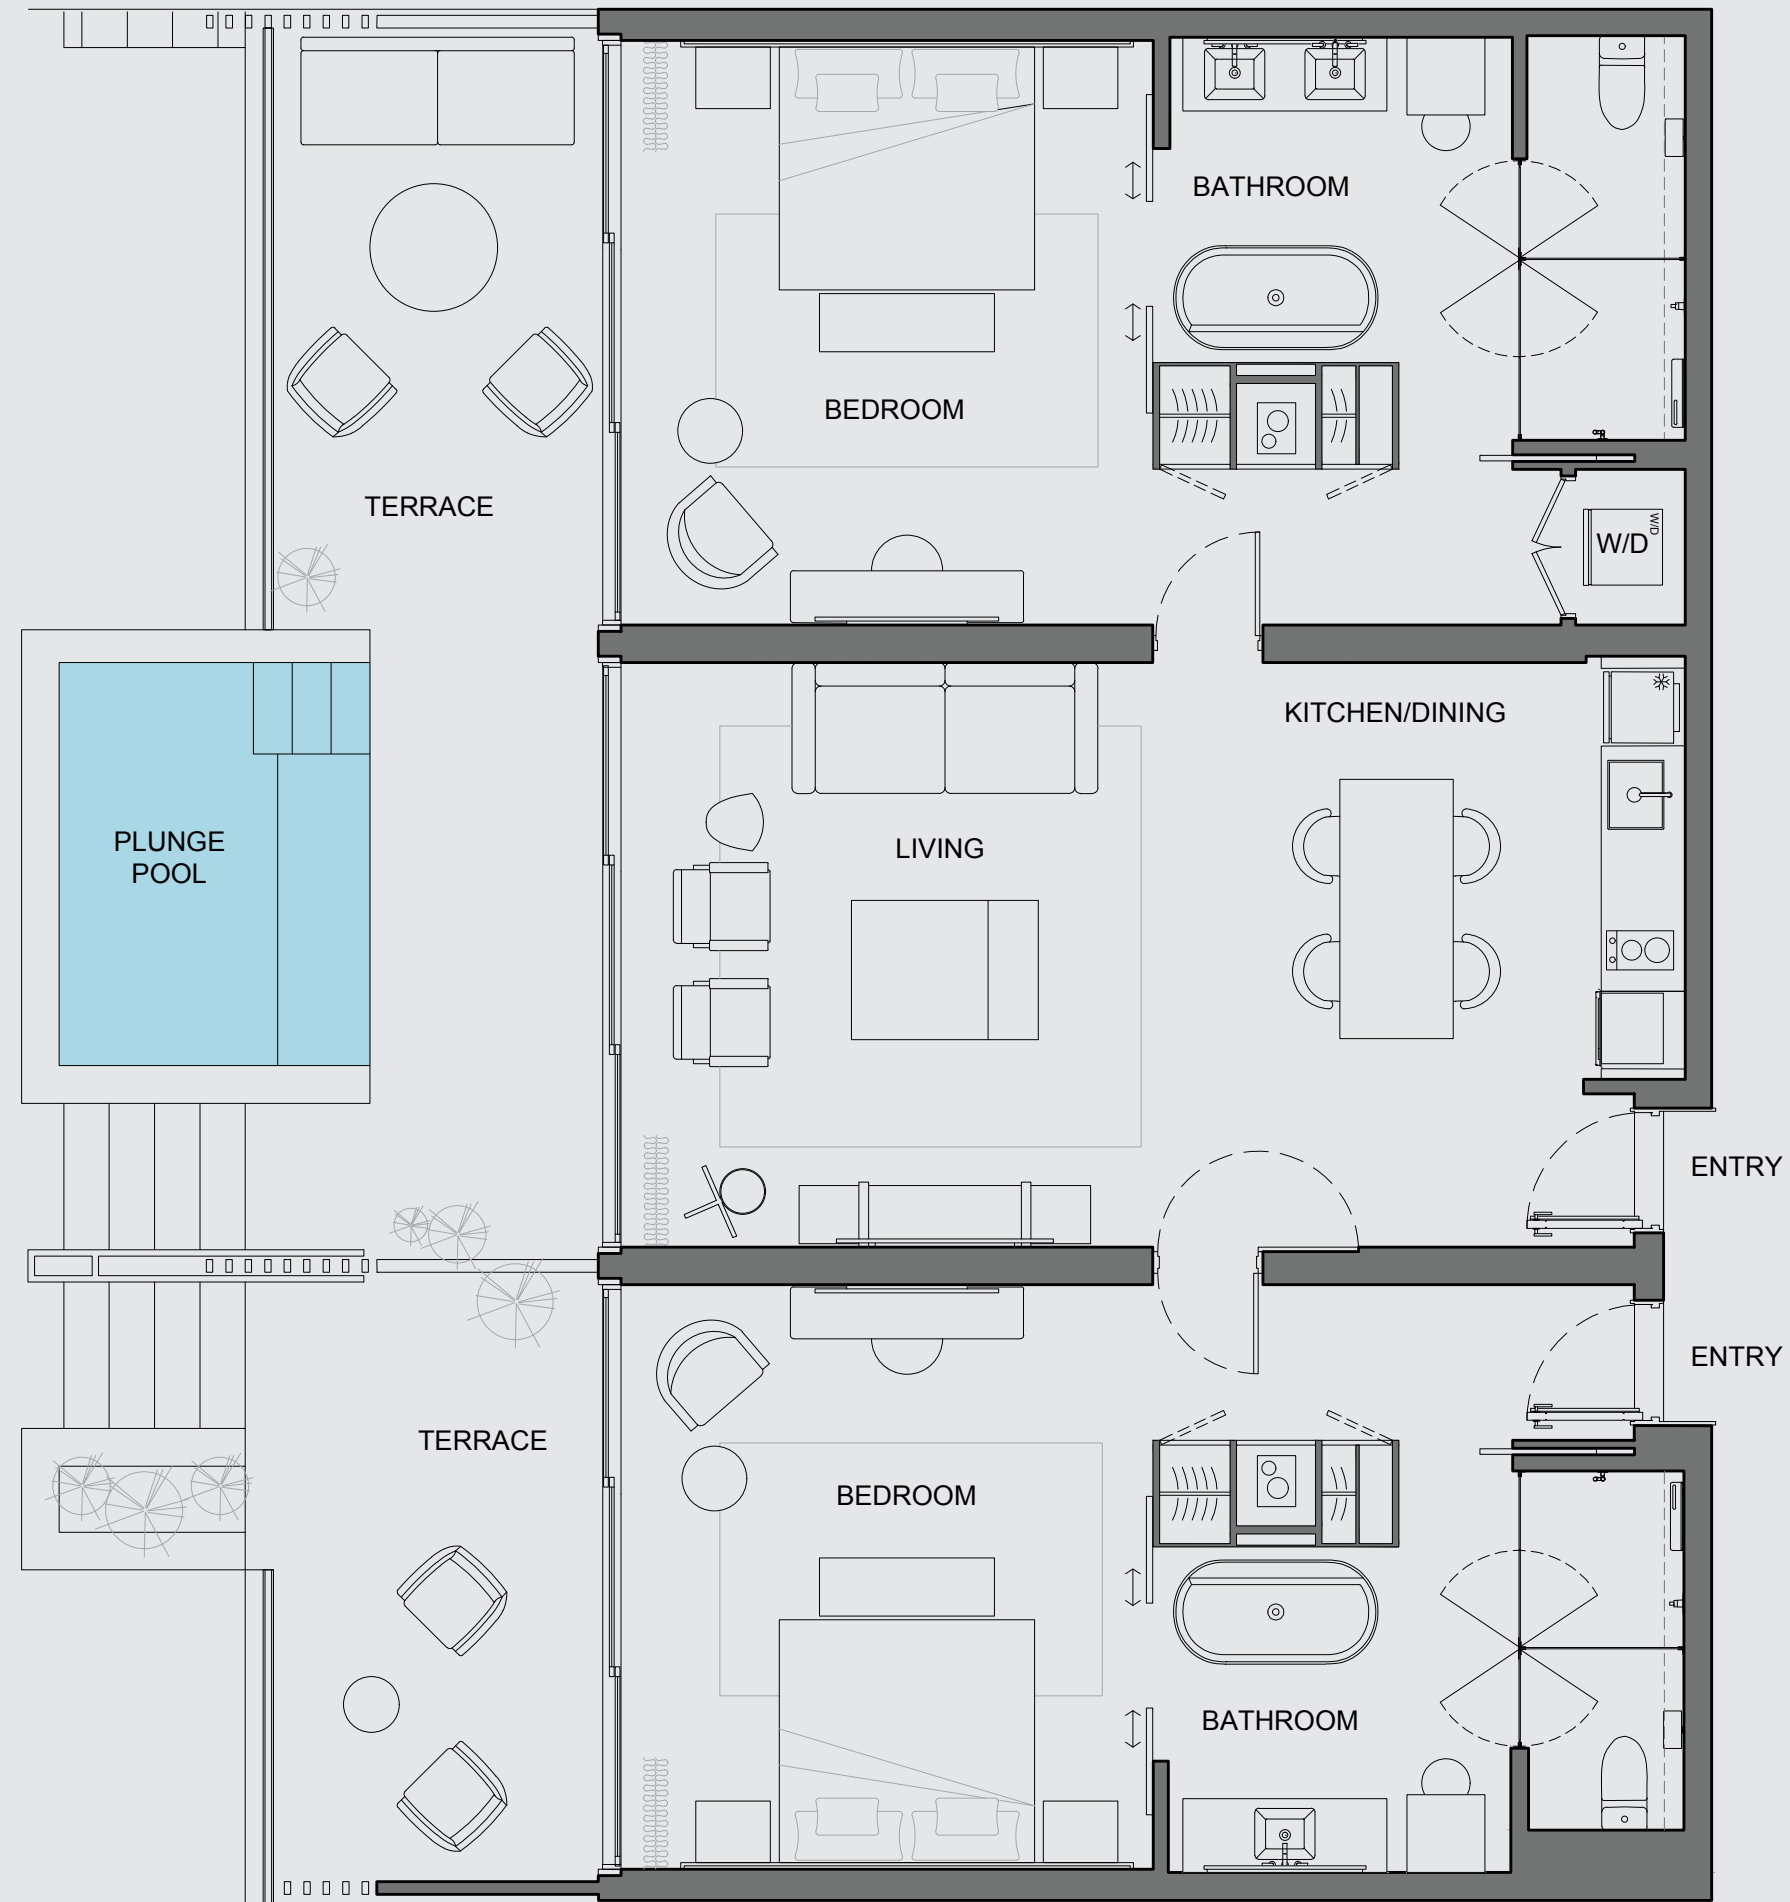 BATHROOM
BEDROOM
TERRACE
W/D
W/D
KITCHEN/DINING
PLUNGE
POOL
LIVING
ENTRY
ENTRY
TERRACE
BEDROOM
BATHROOM